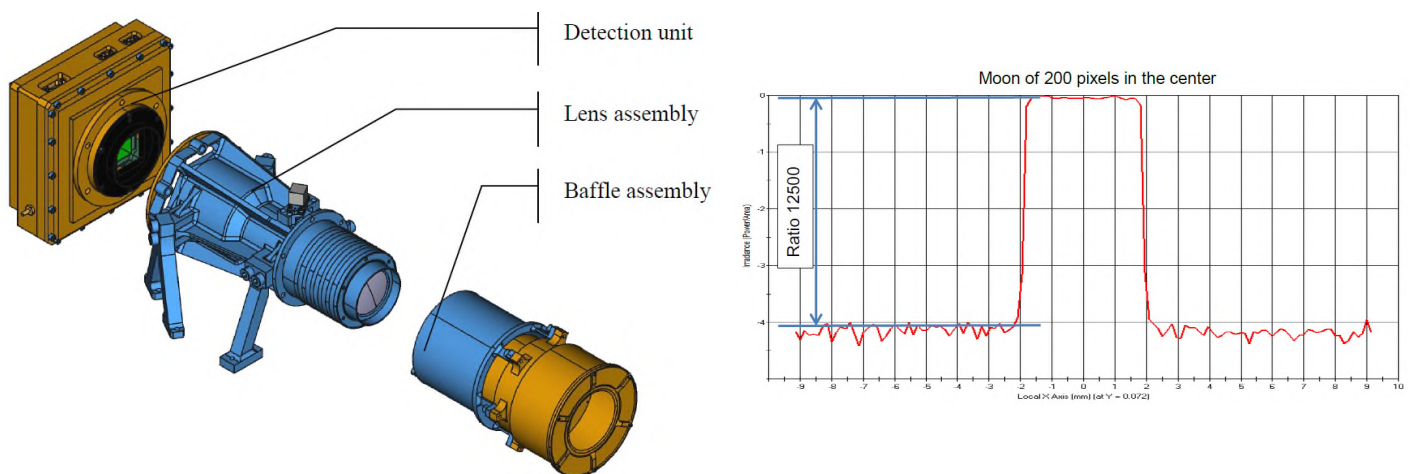 Detection unit
Lens assembly
Baffle assembly
Moon of 200 pixels in the center
Ratio 12500
Irradiance (Power/Area)
0
-1
-2
-3
-4
-9 -8 -7 -6 -5 -4 -3 -2 -1 0 1 2 3 4 5 6 7 8 9 10
Local X Axis (mm) (at Y = 0.072)